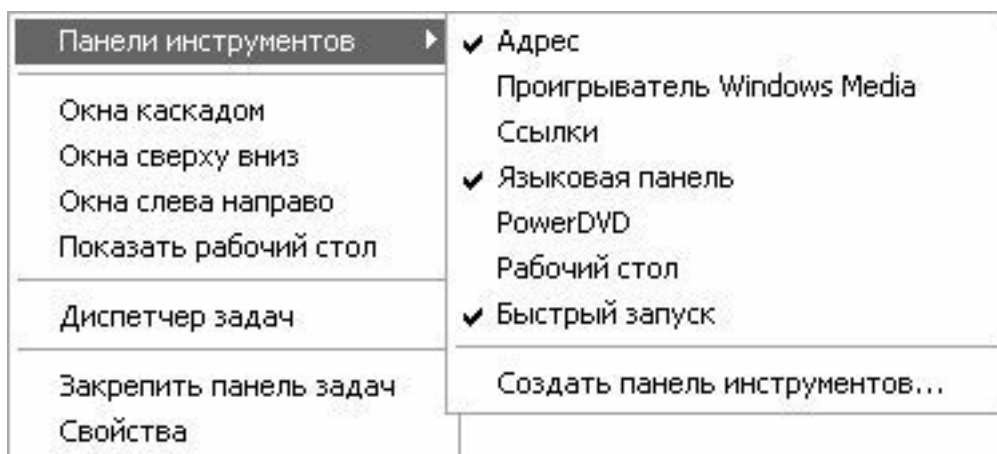 Панели инструментов
Окна каскадом
Окна сверху вниз
Окна слева направо
Показать рабочий стол
Диспетчер задач
Закрепить панель задач
Свойства
Адрес
Проигрыватель Windows Media
Ссылки
Языковая панель
PowerDVD
Рабочий стол
Быстрый запуск
Создать панель инструментов...